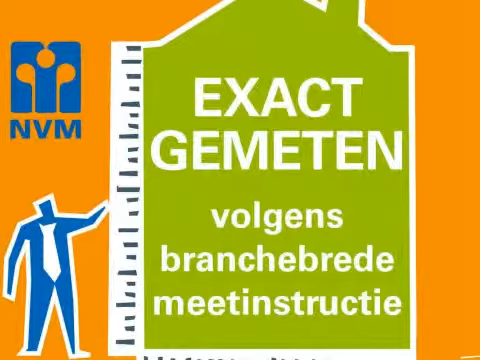 NVM
EXACT
GEMETEN
volgens
branchebrede
meetinstructie